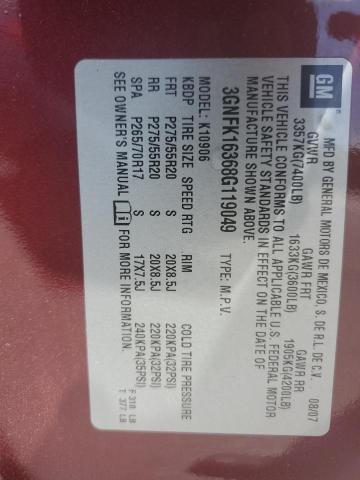 GM
MFD BY GENERAL MOTORS DE MEXICO, S. DE R.L. DE C.V. 08/07
GVWR GAWR FRT GAWR RR
3357KG(7400LB) 1633KG(3600LB) 1905KG(4200LB)
THIS VEHICLE CONFORMS TO ALL APPLICABLE U.S. FEDERAL MOTOR
VEHICLE SAFETY STANDARDS IN EFFECT ON THE DATE OF
MANUFACTURE SHOWN ABOVE.
3GNFK16368G119049 TYPE: M.P.V.
K10906
KBDP TIRE SIZE SPEED RTG RIM COLD TIRE PRESSURE
FRT P275/55R20 S 20X8.5J 220KPA(32PSI)
RR P275/55R20 S 20X8.5J 220KPA(32PSI)
SPA P265/70R17 S 17X7.5J 240KPA(35PSI)
SEE OWNER'S MANUAL i FOR MORE INFORMATION. F 318 LB
T 377 LB